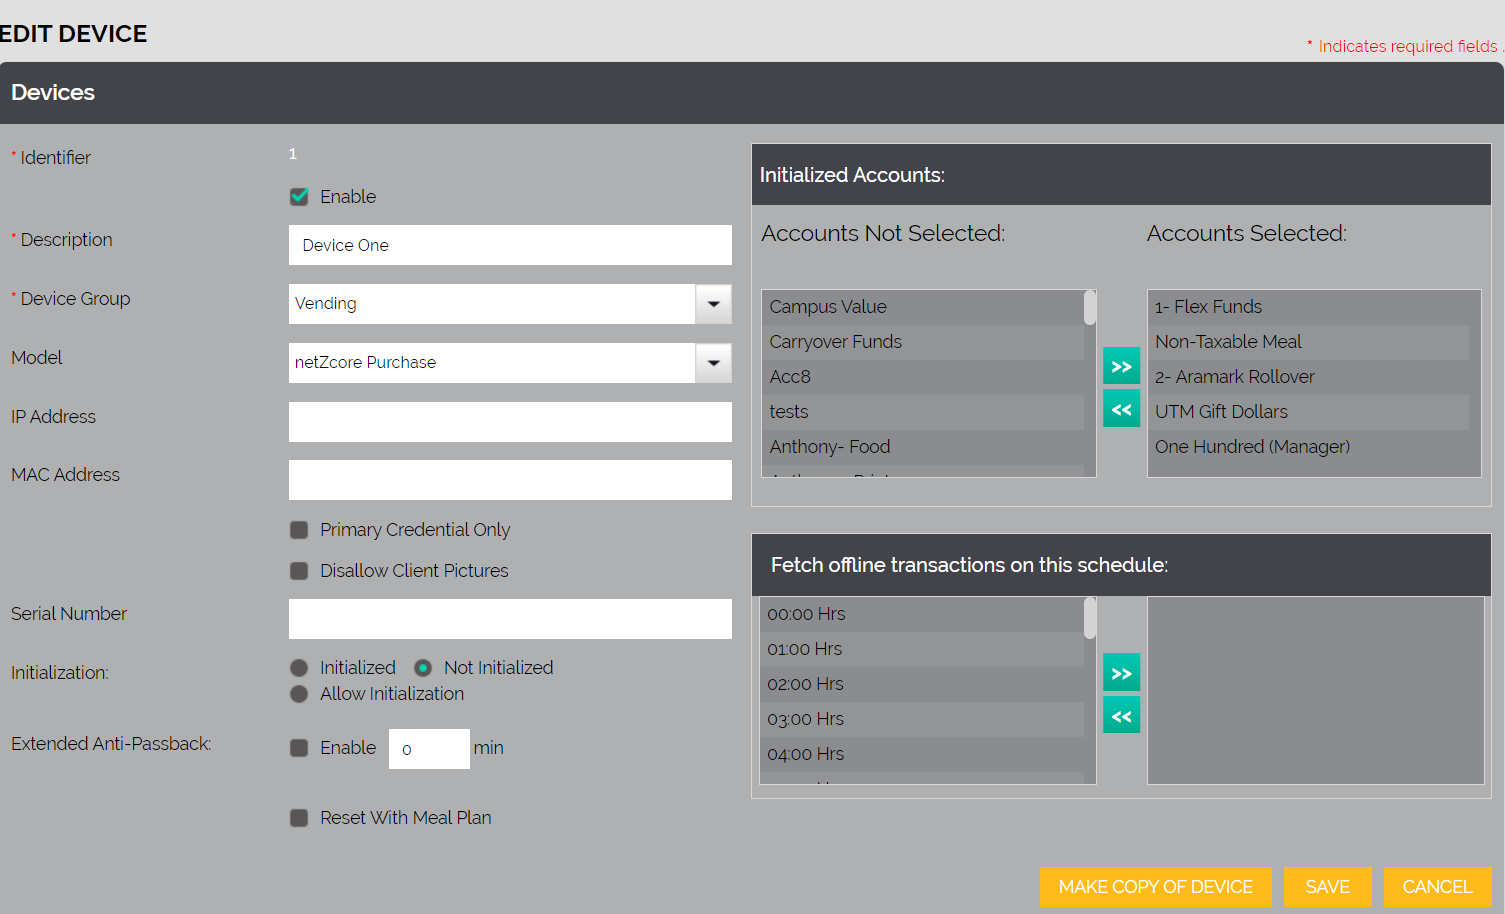 EDIT DEVICE
* Indicates required fields .
Devices
* Identifier
1
Enable
* Description
Device One
* Device Group
Vending
Model
netZcore Purchase
IP Address
MAC Address
Primary Credential Only
Disallow Client Pictures
Serial Number
Initialization:
Initialized
Not Initialized
Allow Initialization
Extended Anti-Passback:
Enable
0
min
Reset With Meal Plan
Initialized Accounts:
Accounts Not Selected:
Campus Value
Carryover Funds
Acc8
tests
Anthony- Food
>>
<<
Accounts Selected:
1- Flex Funds
Non-Taxable Meal
2- Aramark Rollover
UTM Gift Dollars
One Hundred (Manager)
Fetch offline transactions on this schedule:
00:00 Hrs
01:00 Hrs
02:00 Hrs
03:00 Hrs
04:00 Hrs
>>
<<
MAKE COPY OF DEVICE
SAVE
CANCEL